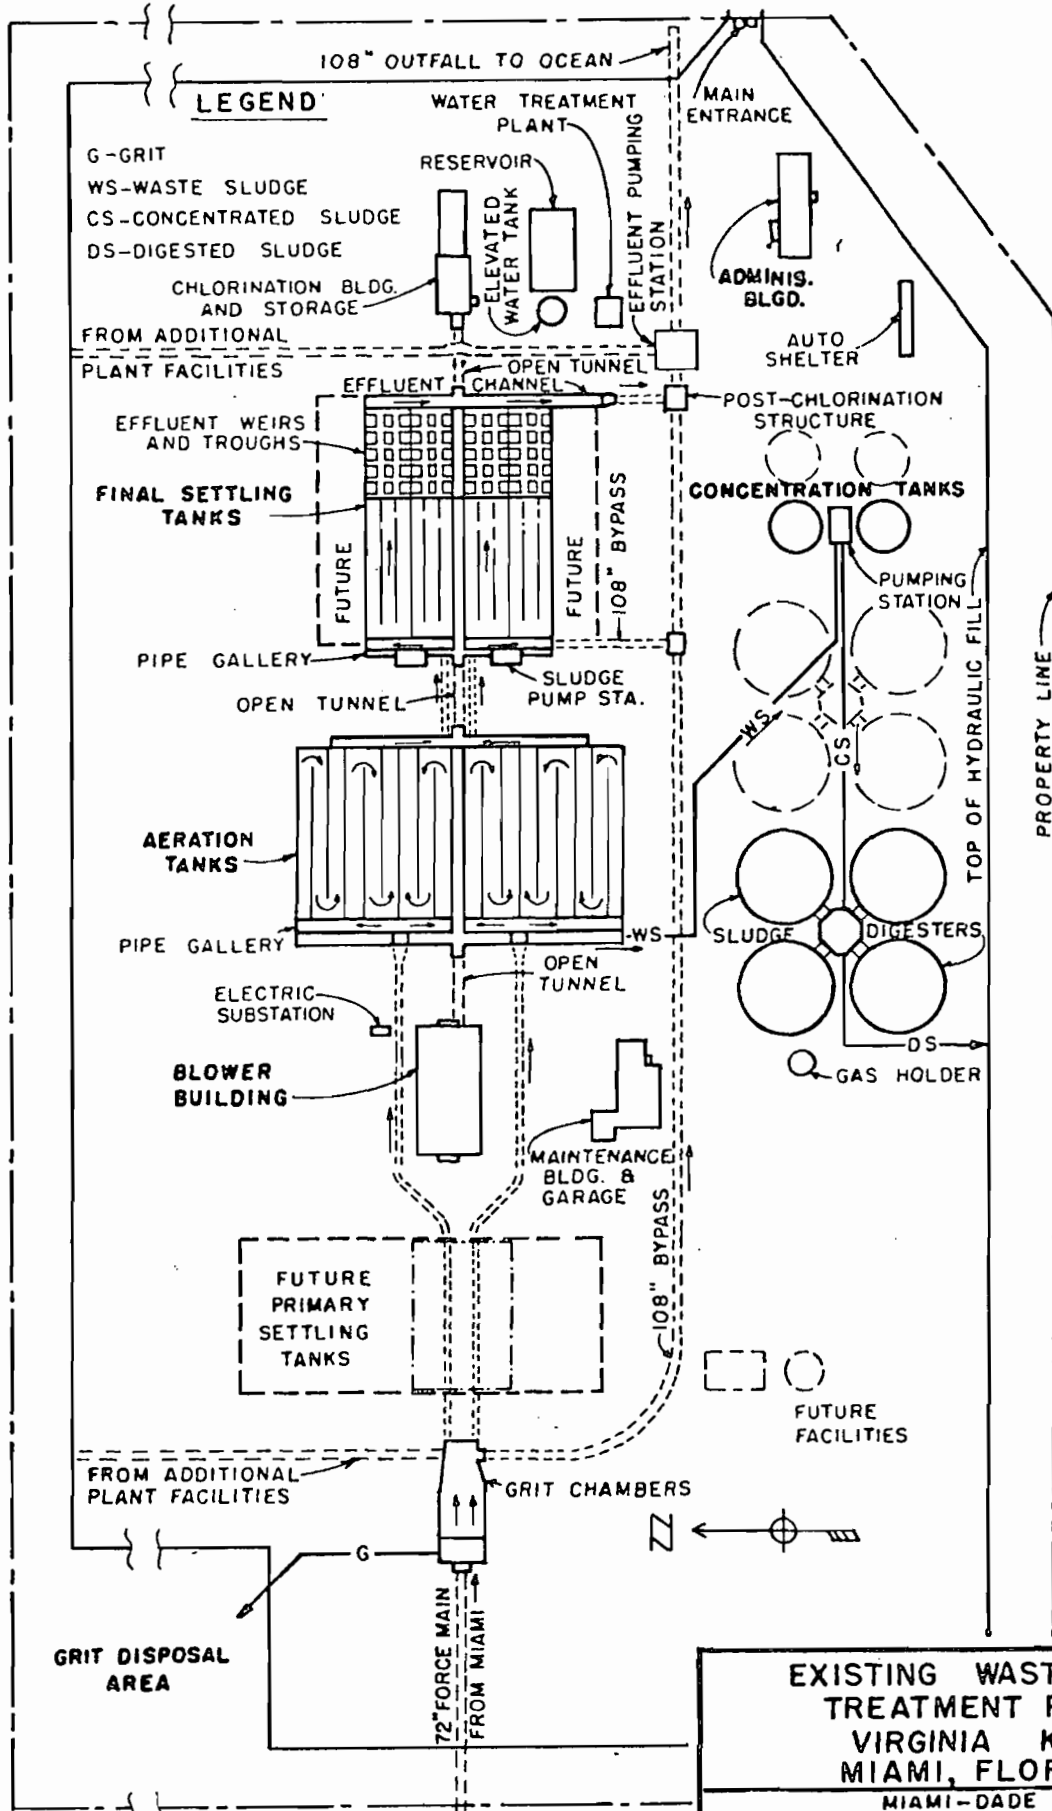 108" OUTFALL TO OCEAN
LEGEND
G-GRIT
WS-WASTE SLUDGE
CS-CONCENTRATED SLUDGE
DS-DIGESTED SLUDGE
WATER TREATMENT
PLANT
MAIN
ENTRANCE
RESERVOIR
ELEVATED
WATER TANK
EFFLUENT PUMPING
STATION
CHLORINATION BLDG.
AND STORAGE
ADMINIS.
BLGD.
AUTO
SHELTER
FROM ADDITIONAL
PLANT FACILITIES
OPEN TUNNEL
EFFLUENT CHANNEL
POST-CHLORINATION
STRUCTURE
EFFLUENT WEIRS
AND TROUGHS
FINAL SETTLING
TANKS
FUTURE
FUTURE
108" BYPASS
CONCENTRATION TANKS
PUMPING
STATION
TOP OF HYDRAULIC FILL
PROPERTY LINE
PIPE GALLERY
SLUDGE
PUMP STA.
OPEN TUNNEL
WS
CS
AERATION
TANKS
PIPE GALLERY
WS
SLUDGE DIGESTERS
OPEN
TUNNEL
ELECTRIC
SUBSTATION
DS
GAS HOLDER
BLOWER
BUILDING
MAINTENANCE
BLDG. &
GARAGE
108" BYPASS
FUTURE
PRIMARY
SETTLING
TANKS
FUTURE
FACILITIES
FROM ADDITIONAL
PLANT FACILITIES
GRIT CHAMBERS
N
G
GRIT DISPOSAL
AREA
72" FORCE MAIN
FROM MIAMI
EXISTING WAST
TREATMENT P
VIRGINIA K
MIAMI, FLOR
MIAMI-DADE